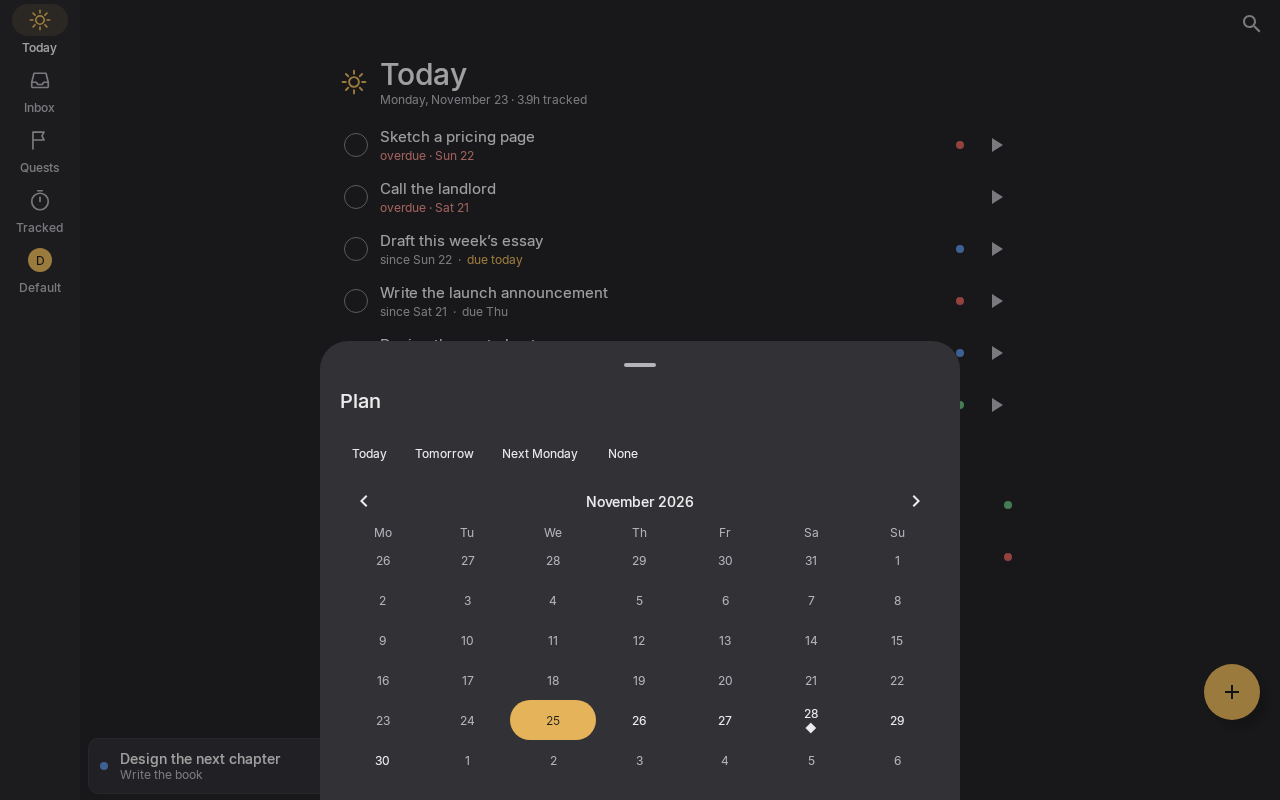 Today
Inbox
Quests
Tracked
D
Default
Today
Monday, November 23 · 3.9h tracked
Sketch a pricing page
overdue · Sun 22
Call the landlord
overdue · Sat 21
Draft this week’s essay
since Sun 22 · due today
Write the launch announcement
since Sat 21 · due Thu
Plan
Today Tomorrow Next Monday None
November 2026
Mo Tu We Th Fr Sa Su
26 27 28 29 30 31 1
2 3 4 5 6 7 8
9 10 11 12 13 14 15
16 17 18 19 20 21 22
23 24 25 26 27 28 29
30 1 2 3 4 5 6
Design the next chapter
Write the book